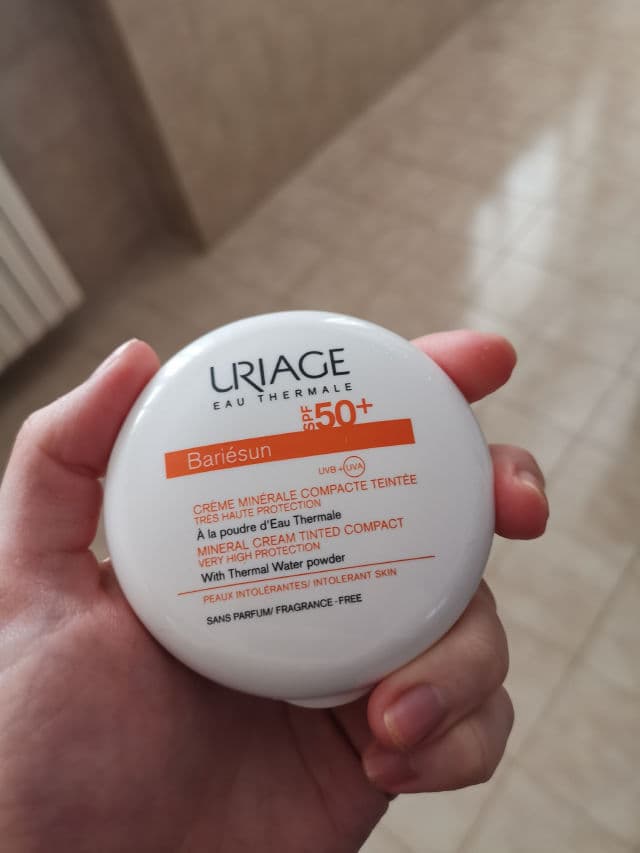 URIAGE
EAU THERMALE
SPF 50+
Bariésun
UVB + UVA
CRÈME MINÉRALE COMPACTE TEINTÉE
TRÈS HAUTE PROTECTION
À la poudre d'Eau Thermale
MINERAL CREAM TINTED COMPACT
VERY HIGH PROTECTION
With Thermal Water powder
PEAUX INTOLÉRANTES/ INTOLERANT SKIN
SANS PARFUM/ FRAGRANCE-FREE